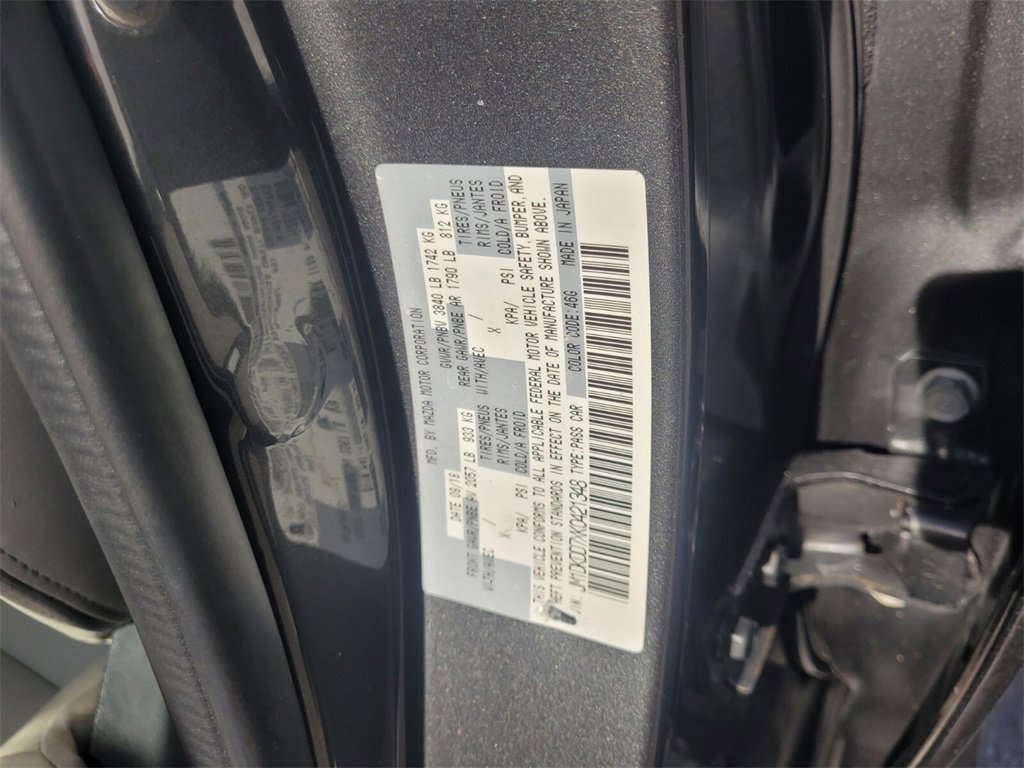 MFD. BY MAZDA MOTOR CORPORATION
DATE 09/18 GVWR/PNBV 3840 LB 1742 KG
FRONT GAWR/PNBE AV 2057 LB 933 KG REAR GAWR/PNBE AR 1790 LB 812 KG
WITH/AVEC TIRES/PNEUS WITH/AVEC TIRES/PNEUS
/ RIMS/JANTES / RIMS/JANTES
X COLD/A FROID X COLD/A FROID
KPA/ PSI KPA/ PSI
THIS VEHICLE CONFORMS TO ALL APPLICABLE FEDERAL MOTOR VEHICLE SAFETY, BUMPER, AND
THEFT PREVENTION STANDARDS IN EFFECT ON THE DATE OF MANUFACTURE SHOWN ABOVE.
VIN: JM1DKDD7XK0421348 TYPE:PASS CAR COLOR CODE:46G MADE IN JAPAN